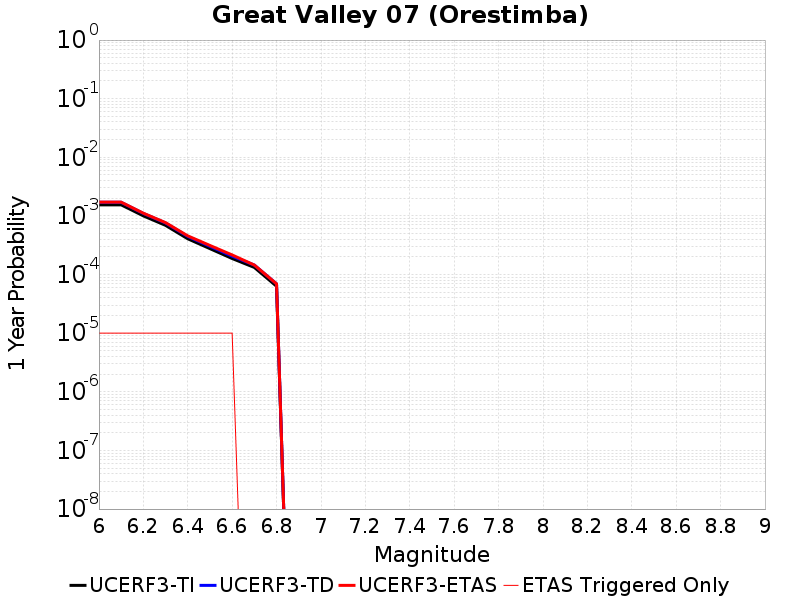 Great Valley 07 (Orestimba)
1 Year Probability
10^0
10^-1
10^-2
10^-3
10^-4
10^-5
10^-6
10^-7
10^-8
6 6.2 6.4 6.6 6.8 7 7.2 7.4 7.6 7.8 8 8.2 8.4 8.6 8.8 9
Magnitude
UCERF3-TI UCERF3-TD UCERF3-ETAS ETAS Triggered Only